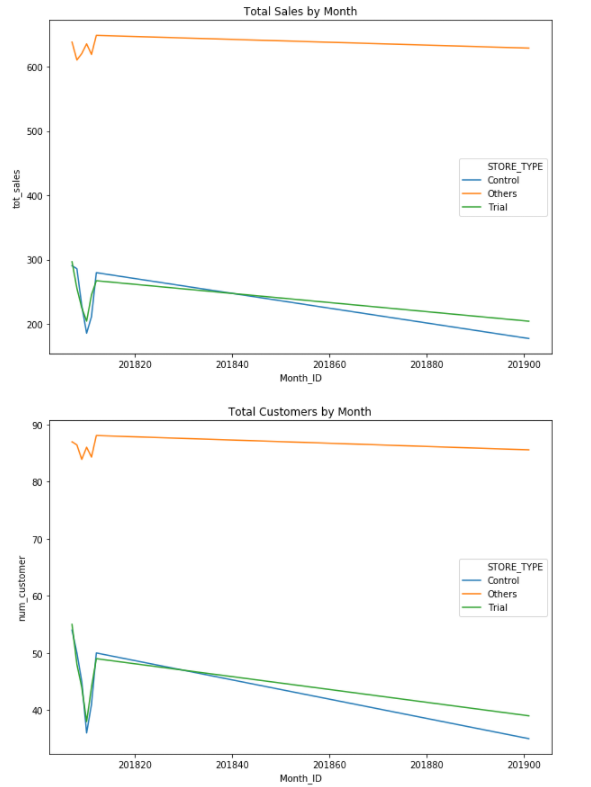 Total Sales by Month
600
500
400
300
200
tot_sales
STORE_TYPE
Control
Others
Trial
201820 201840 201860 201880 201900
Month_ID
Total Customers by Month
90
80
70
60
50
40
num_customer
STORE_TYPE
Control
Others
Trial
201820 201840 201860 201880 201900
Month_ID